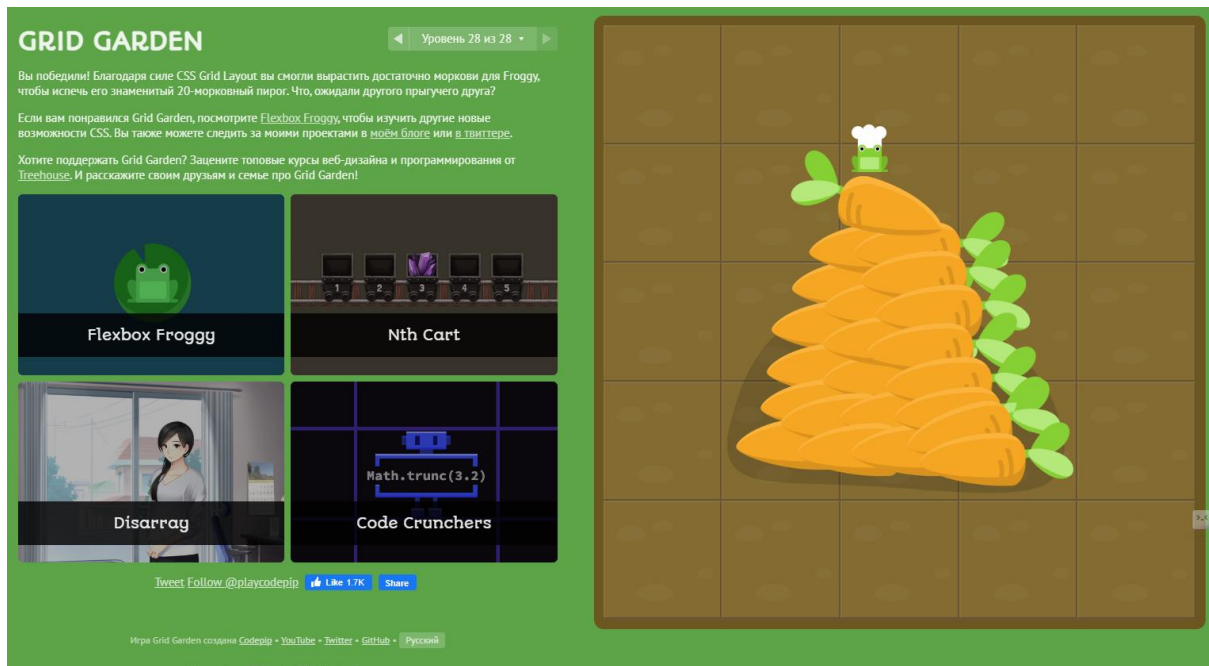 GRID GARDEN
Уровень 28 из 28
Вы победили! Благодаря силе CSS Grid Layout вы смогли вырастить достаточно моркови для Froggy,
чтобы испечь его знаменитый 20-морковный пирог. Что, ожидали другого прыгучего друга?
Если вам понравился Grid Garden, посмотрите Flexbox Froggy, чтобы изучить другие новые
возможности CSS. Вы также можете следить за моими проектами в моём блоге или в твиттере.
Хотите поддержать Grid Garden? Зацените топовые курсы веб-дизайна и программирования от
Treehouse. И расскажите своим друзьям и семье про Grid Garden!
1 2 3 4 5
Flexbox Froggy
Nth Cart
Math.trunc(3.2)
Disarray
Code Crunchers
Tweet Follow @playcodepip Like 1.7K Share
Игра Grid Garden создана Codepip • YouTube • Twitter • GitHub • Русский